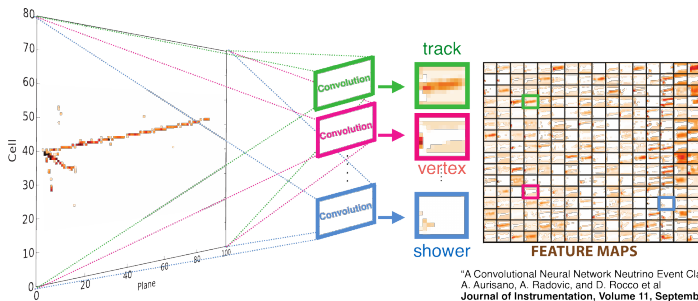 80
70
60
50
40
30
20
10
0
Cell
20
40
60
80
100
Plane
Convolution
Convolution
Convolution
track
vertex
shower
FEATURE MAPS
"A Convolutional Neural Network Neutrino Event Cla
A. Aurisano, A. Radovic, and D. Rocco et al
Journal of Instrumentation, Volume 11, Septemb